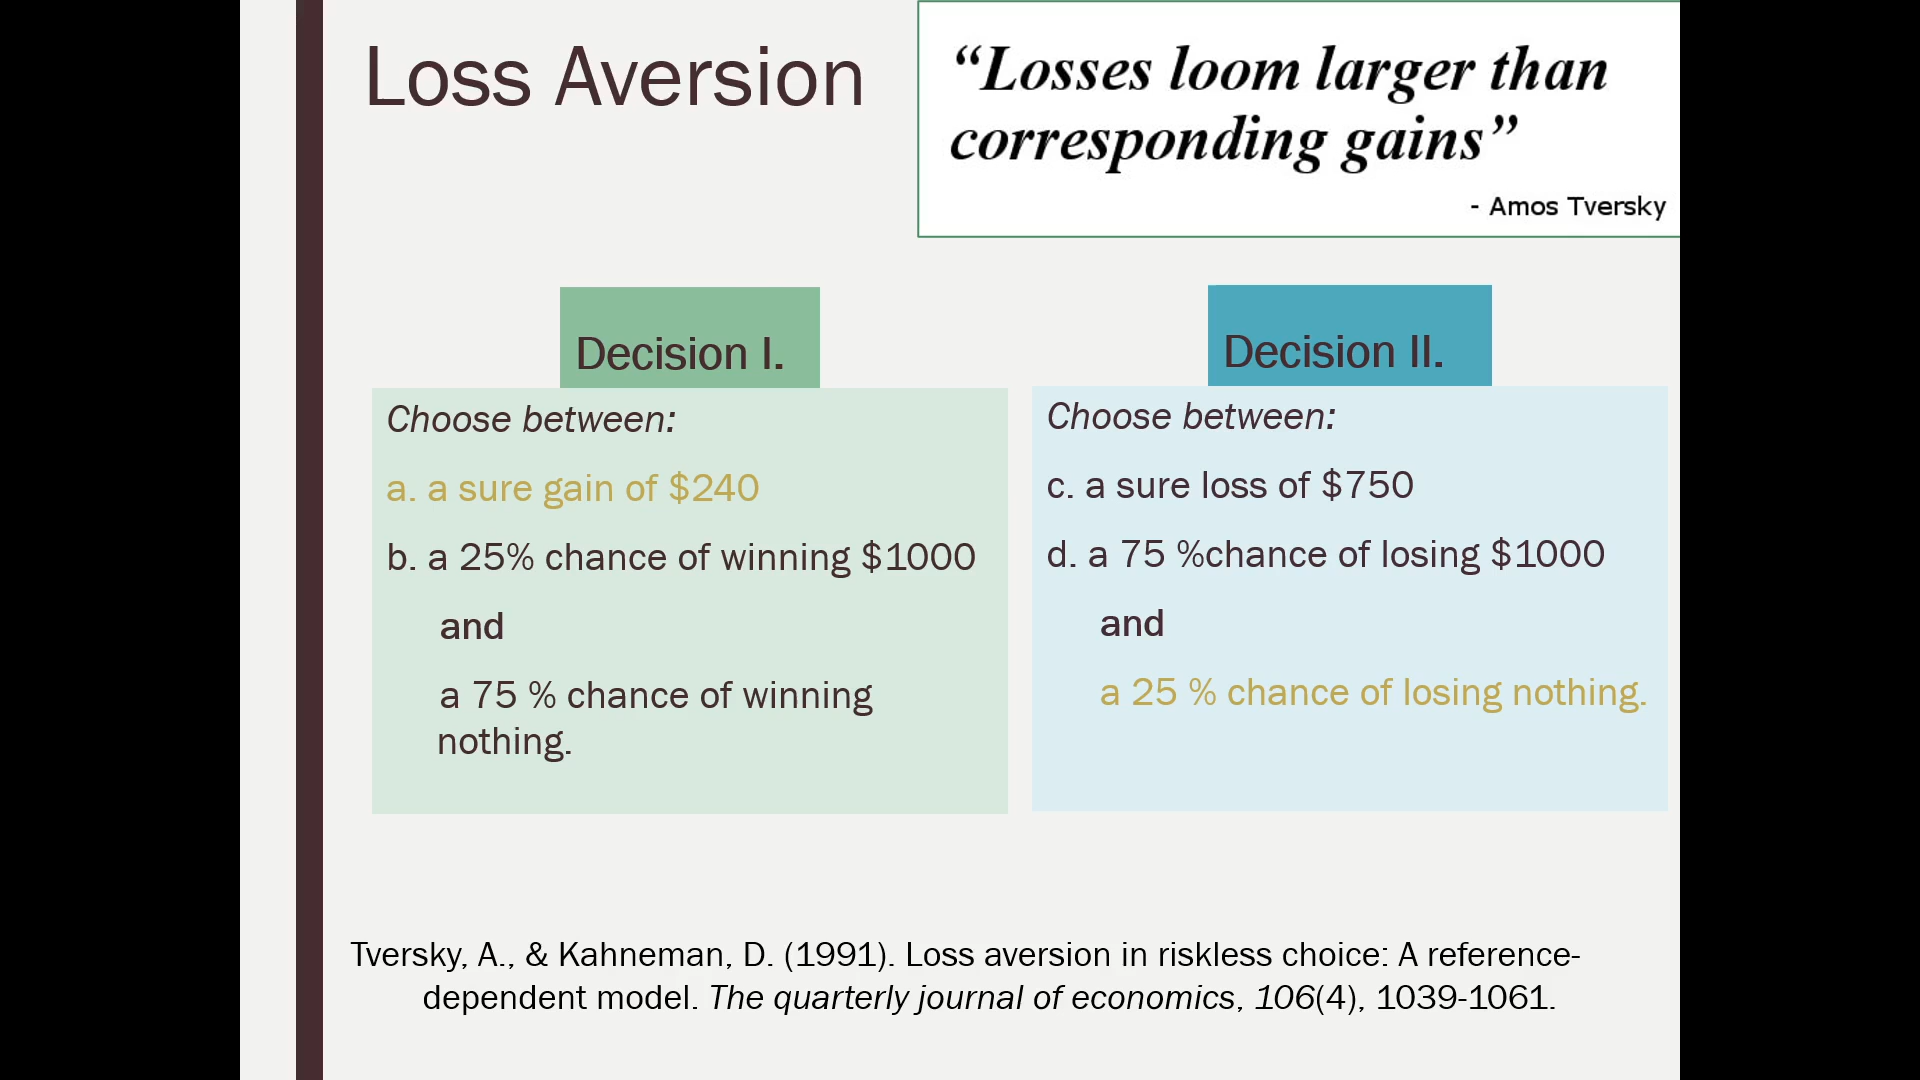 Loss Aversion
“Losses loom larger than
corresponding gains”
- Amos Tversky
Decision I.
Choose between:
a. a sure gain of $240
b. a 25% chance of winning $1000
and
a 75 % chance of winning
nothing.
Decision II.
Choose between:
c. a sure loss of $750
d. a 75 %chance of losing $1000
and
a 25 % chance of losing nothing.
Tversky, A., & Kahneman, D. (1991). Loss aversion in riskless choice: A reference-
dependent model. The quarterly journal of economics, 106(4), 1039-1061.